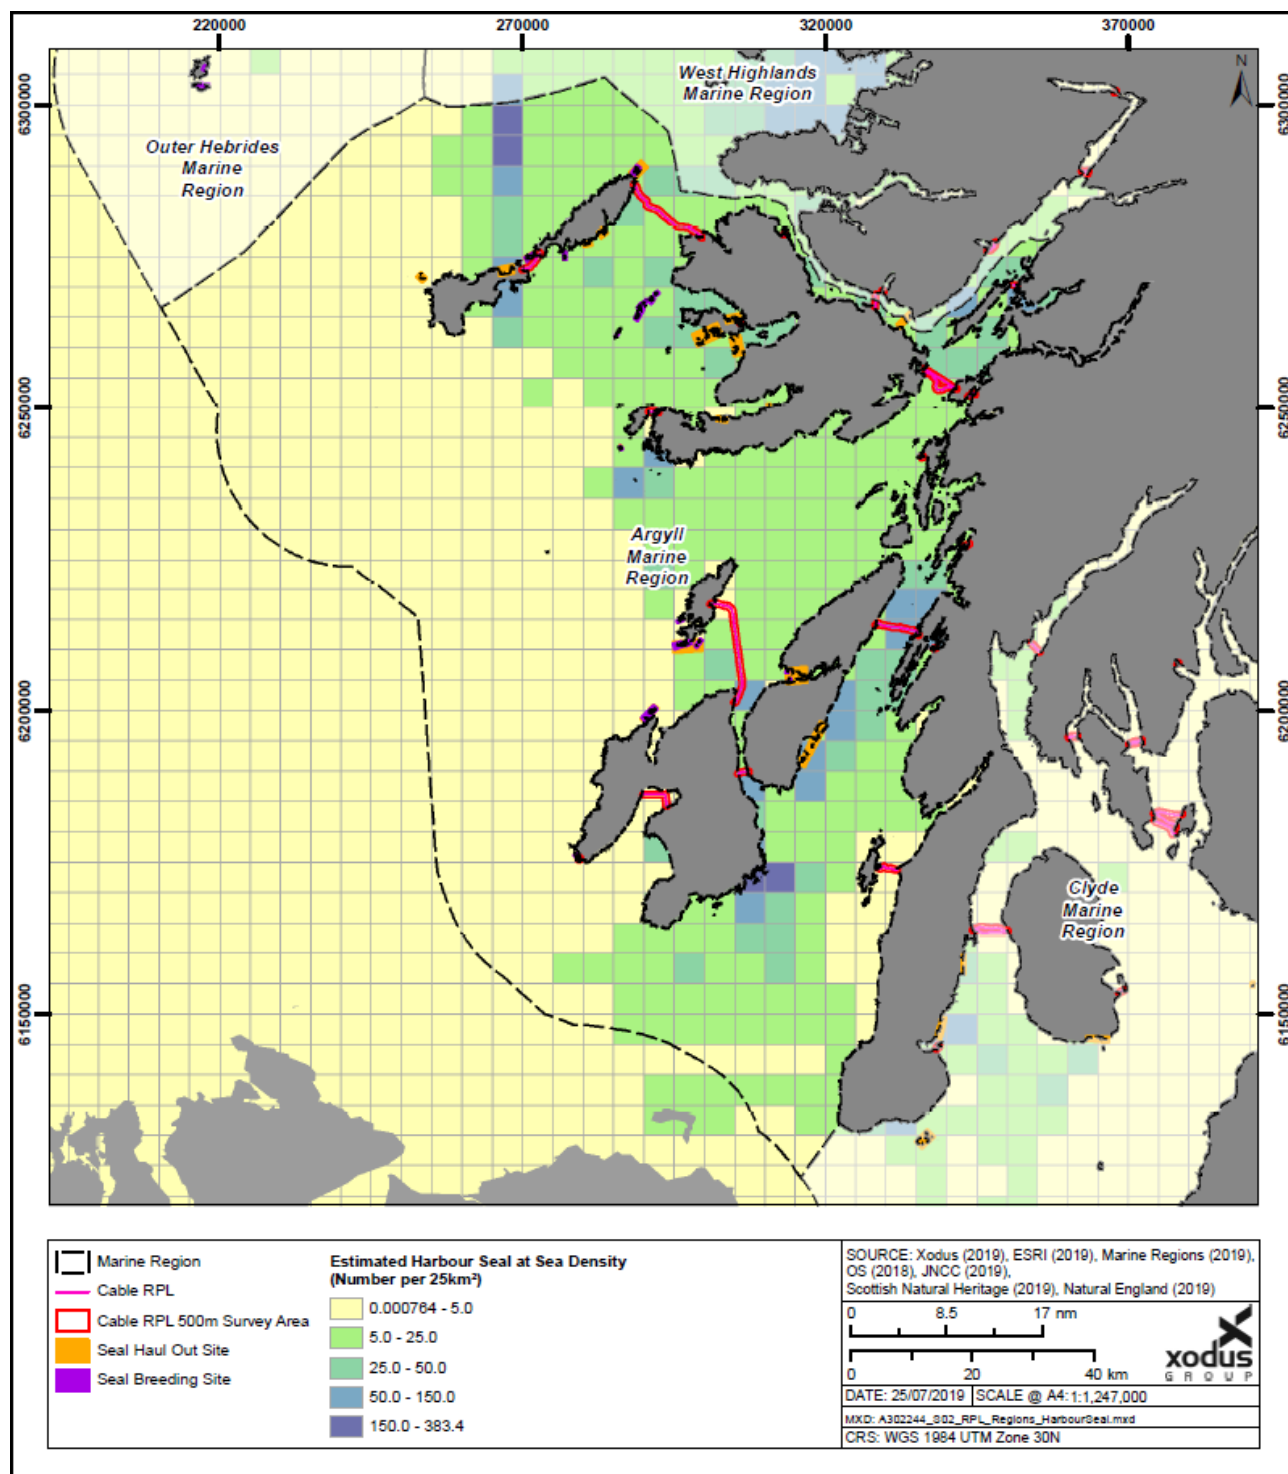 220000 270000 320000 370000
N
West Highlands
Marine Region
6300000
6300000
Outer Hebrides
Marine
Region
6250000
6250000
Argyll
Marine
Region
6200000
6200000
Clyde
Marine
Region
6150000
6150000
Marine Region
Cable RPL
Cable RPL 500m Survey Area
Seal Haul Out Site
Seal Breeding Site
Estimated Harbour Seal at Sea Density
(Number per 25km²)
0.000764 - 5.0
5.0 - 25.0
25.0 - 50.0
50.0 - 150.0
150.0 - 383.4
SOURCE: Xodus (2019), ESRI (2019), Marine Regions (2019),
OS (2018), JNCC (2019),
Scottish Natural Heritage (2019), Natural England (2019)
0 8.5 17 nm
0 20 40 km
xodus
GROUP
DATE: 25/07/2019 SCALE @ A4: 1:1,247,000
MXD: A302244_S02_RPL_Regions_HarbourSeal.mxd
CRS: WGS 1984 UTM Zone 30N